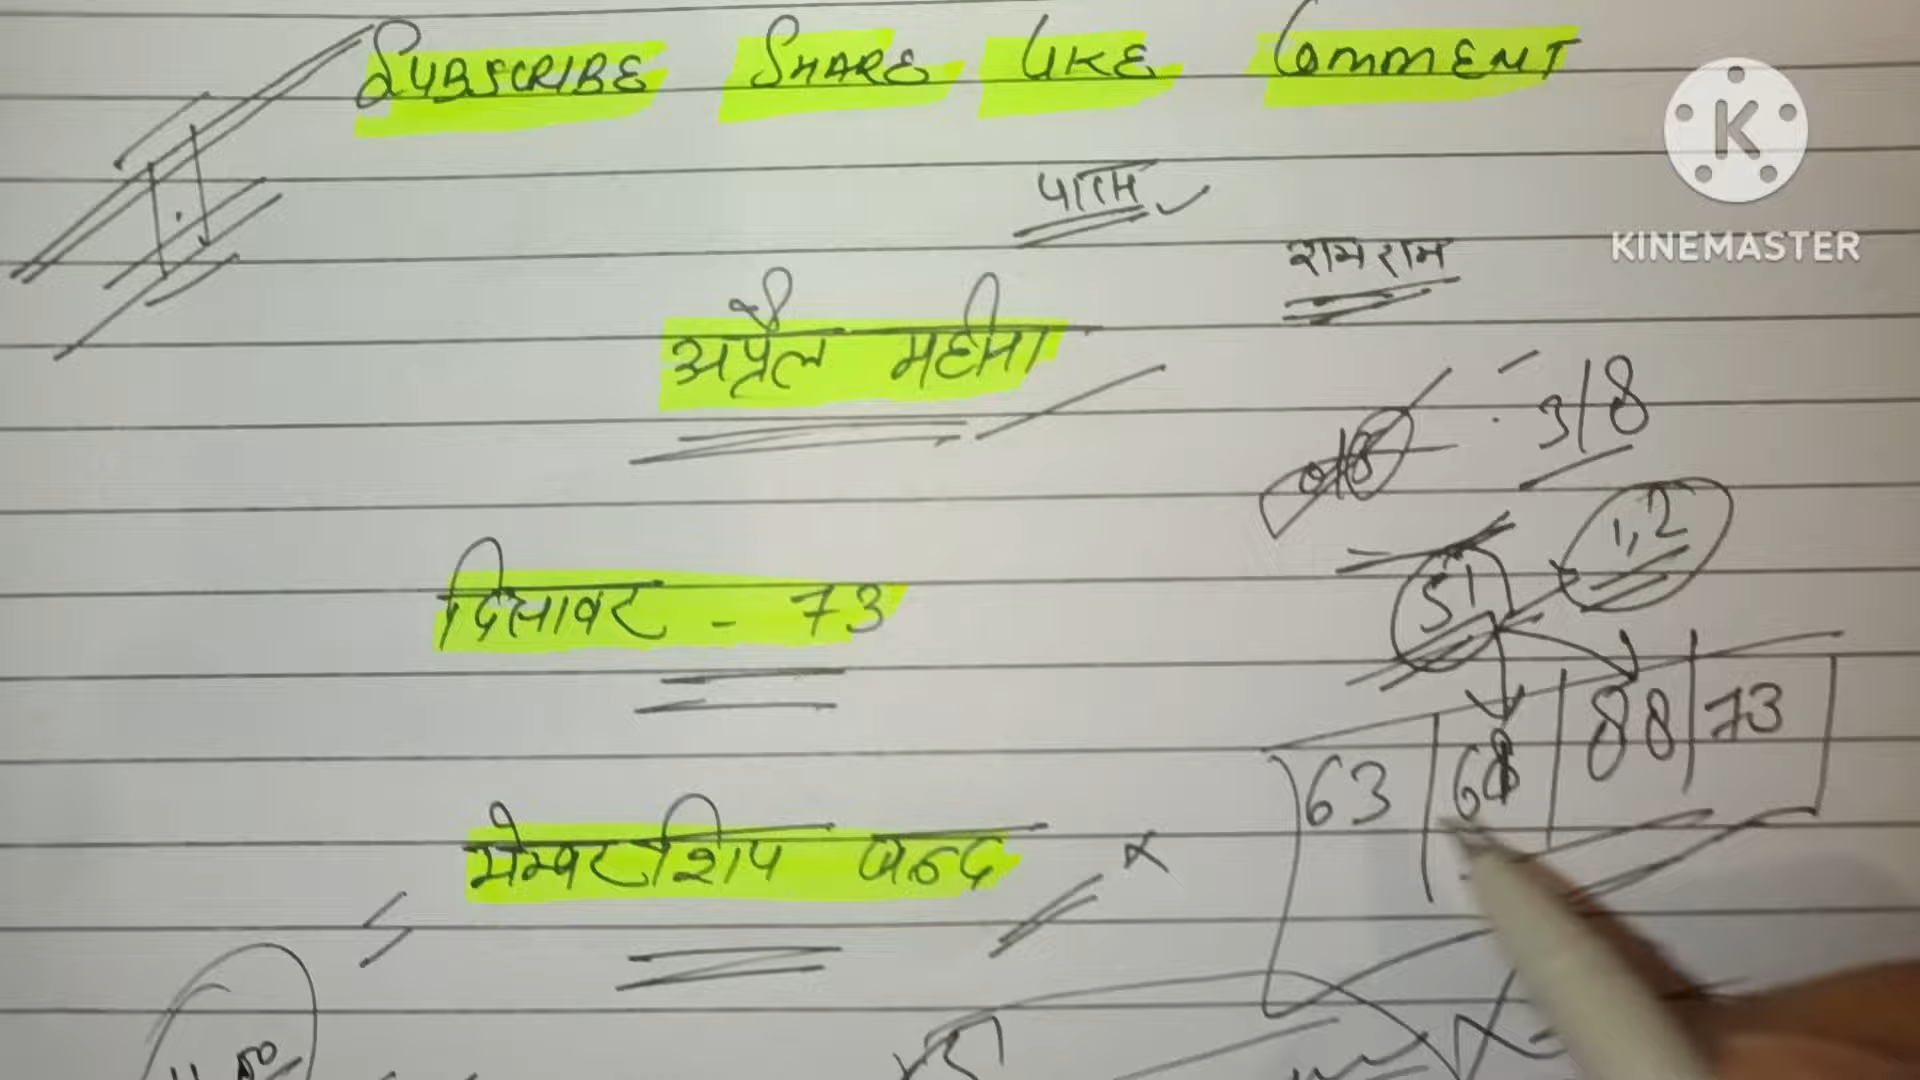 SUBSCRIBE SHARE LIKE COMMENT
K
KINEMASTER
राम राम
अप्रैल महीना
3/8
1,2
51
दिसावर - 73
63 68 88 73
मेम्बरशिप बन्द